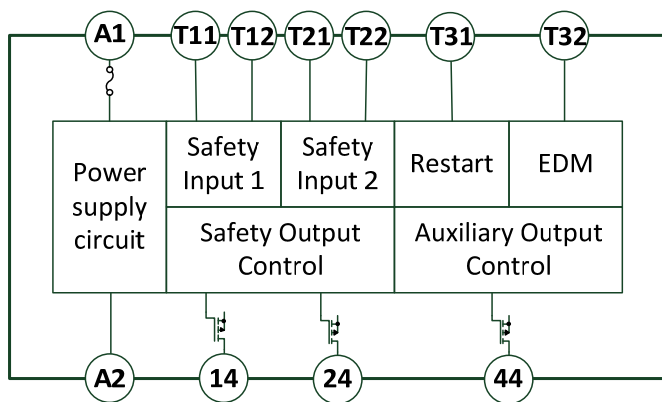 A1 T11 T12 T21 T22 T31 T32
Power
supply
circuit
Safety
Input 1
Safety
Input 2
Restart
EDM
Safety Output
Control
Auxiliary Output
Control
A2 14 24 44